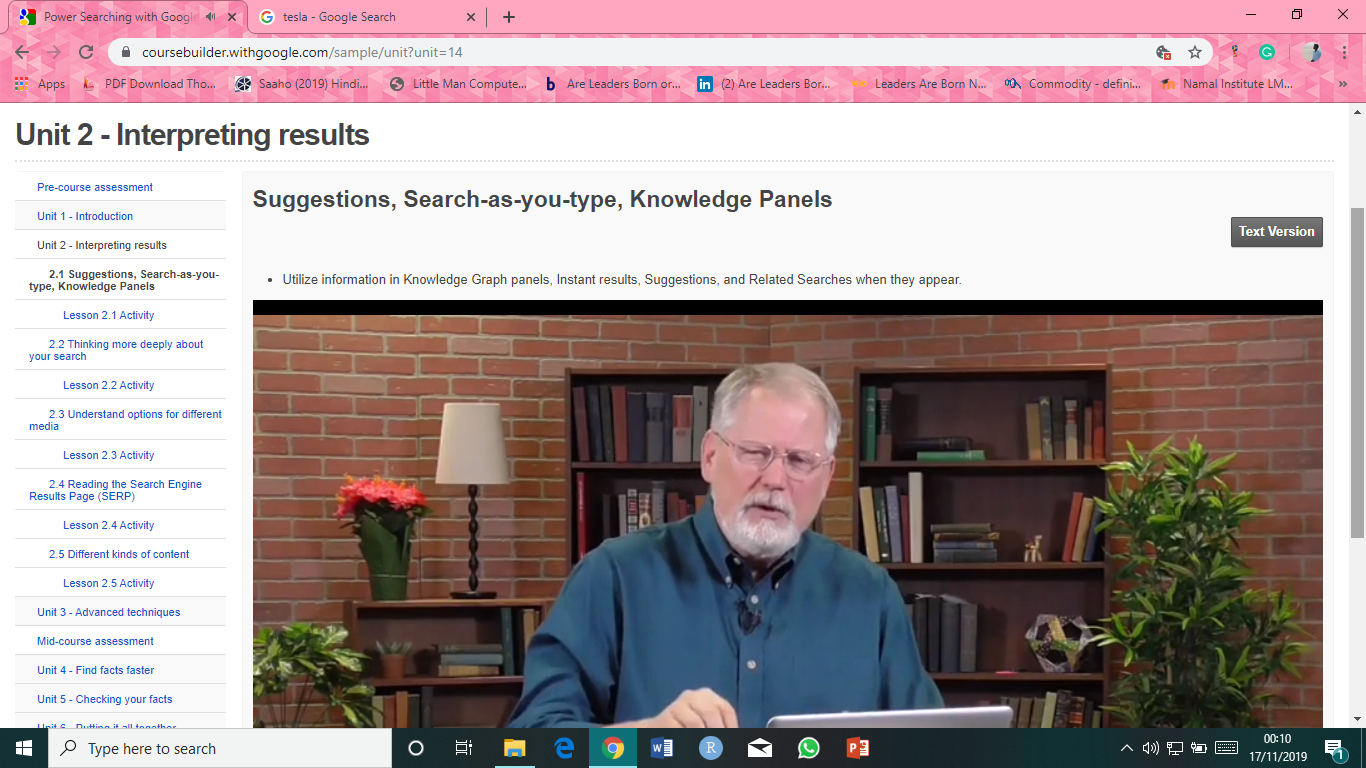 Power Searching with Googl
tesla - Google Search
coursebuilder.withgoogle.com/sample/unit?unit=14
Apps
PDF Download Tho...
Saaho (2019) Hindi...
Little Man Compute...
Are Leaders Born or...
(2) Are Leaders Bor...
Leaders Are Born N...
Commodity - defini...
Namal Institute LM...
Unit 2 - Interpreting results
Pre-course assessment
Unit 1 - Introduction
Unit 2 - Interpreting results
2.1 Suggestions, Search-as-you-
type, Knowledge Panels
Lesson 2.1 Activity
2.2 Thinking more deeply about
your search
Lesson 2.2 Activity
2.3 Understand options for different
media
Lesson 2.3 Activity
2.4 Reading the Search Engine
Results Page (SERP)
Lesson 2.4 Activity
2.5 Different kinds of content
Lesson 2.5 Activity
Unit 3 - Advanced techniques
Mid-course assessment
Unit 4 - Find facts faster
Unit 5 - Checking your facts
Unit 6 - Putting it all together
Suggestions, Search-as-you-type, Knowledge Panels
Text Version
Utilize information in Knowledge Graph panels, Instant results, Suggestions, and Related Searches when they appear.
Type here to search
00:10
17/11/2019
1